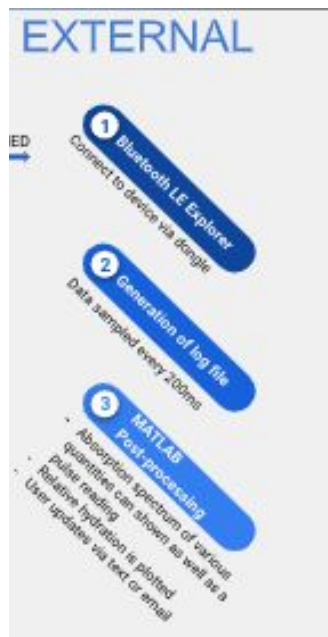 EXTERNAL
IED
1
Bluetooth LE Explorer
Connect to device via dongle
2
Generation of log file
Data sampled every 200ms
3
MATLAB
Post-processing
- Absorption spectrum of various
quantities can shown as well as a
pulse reading
- Relative hydration is plotted
- User updates via text or email